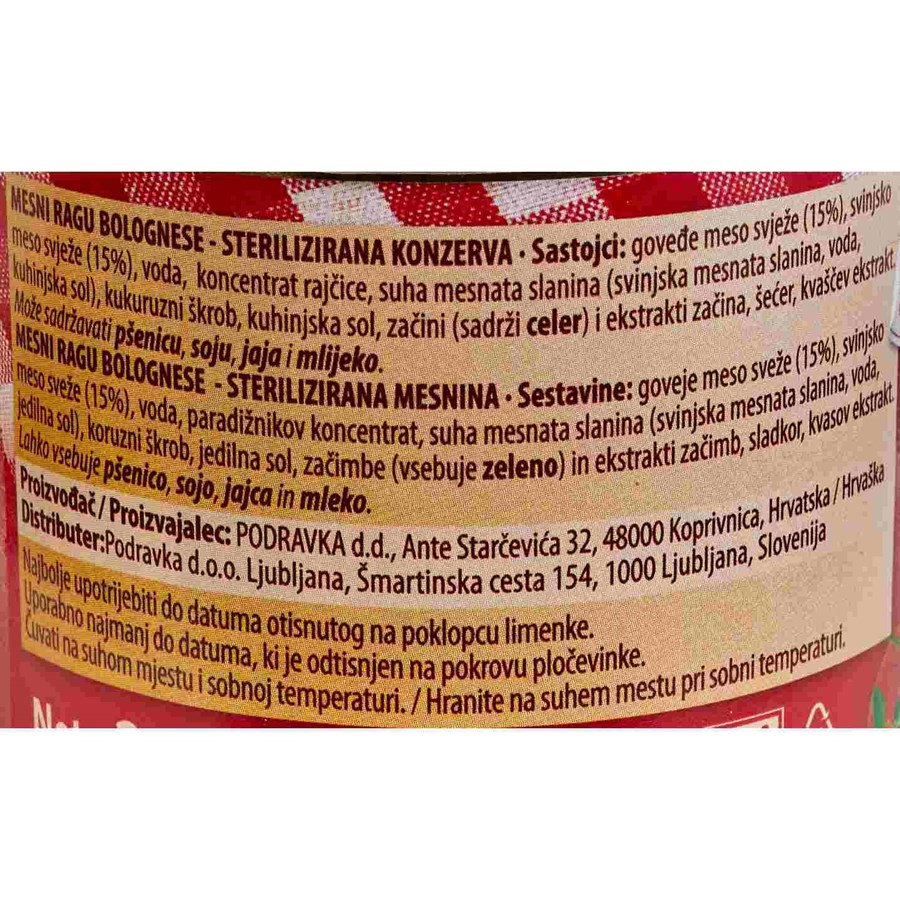 MESNI RAGU BOLOGNESE - STERILIZIRANA KONZERVA · Sastojci: goveđe meso svježe (15%), svinjsko
meso svježe (15%), voda, koncentrat rajčice, suha mesnata slanina (svinjska mesnata slanina, voda,
kuhinjska sol), kukuruzni škrob, kuhinjska sol, začini (sadrži celer) i ekstrakti začina, šećer, kvaščev ekstrakt.
Može sadržavati pšenicu, soju, jaja i mlijeko.
MESNI RAGU BOLOGNESE - STERILIZIRANA MESNINA · Sestavine: goveje meso sveže (15%), svinjsko
meso sveže (15%), voda, paradižnikov koncentrat, suha mesnata slanina (svinjska mesnata slanina, voda,
jedilna sol), koruzni škrob, jedilna sol, začimbe (vsebuje zeleno) in ekstrakti začimb, sladkor, kvasov ekstrakt.
Lahko vsebuje pšenico, sojo, jajca in mleko.
Proizvođač / Proizvajalec: PODRAVKA d.d., Ante Starčevića 32, 48000 Koprivnica, Hrvatska / Hrvaška
Distributer:Podravka d.o.o. Ljubljana, Šmartinska cesta 154, 1000 Ljubljana, Slovenija
Najbolje upotrijebiti do datuma otisnutog na poklopcu limenke.
Uporabno najmanj do datuma, ki je odtisnjen na pokrovu pločevinke.
Čuvati na suhom mjestu i sobnoj temperaturi. / Hranite na suhem mestu pri sobni temperaturi.